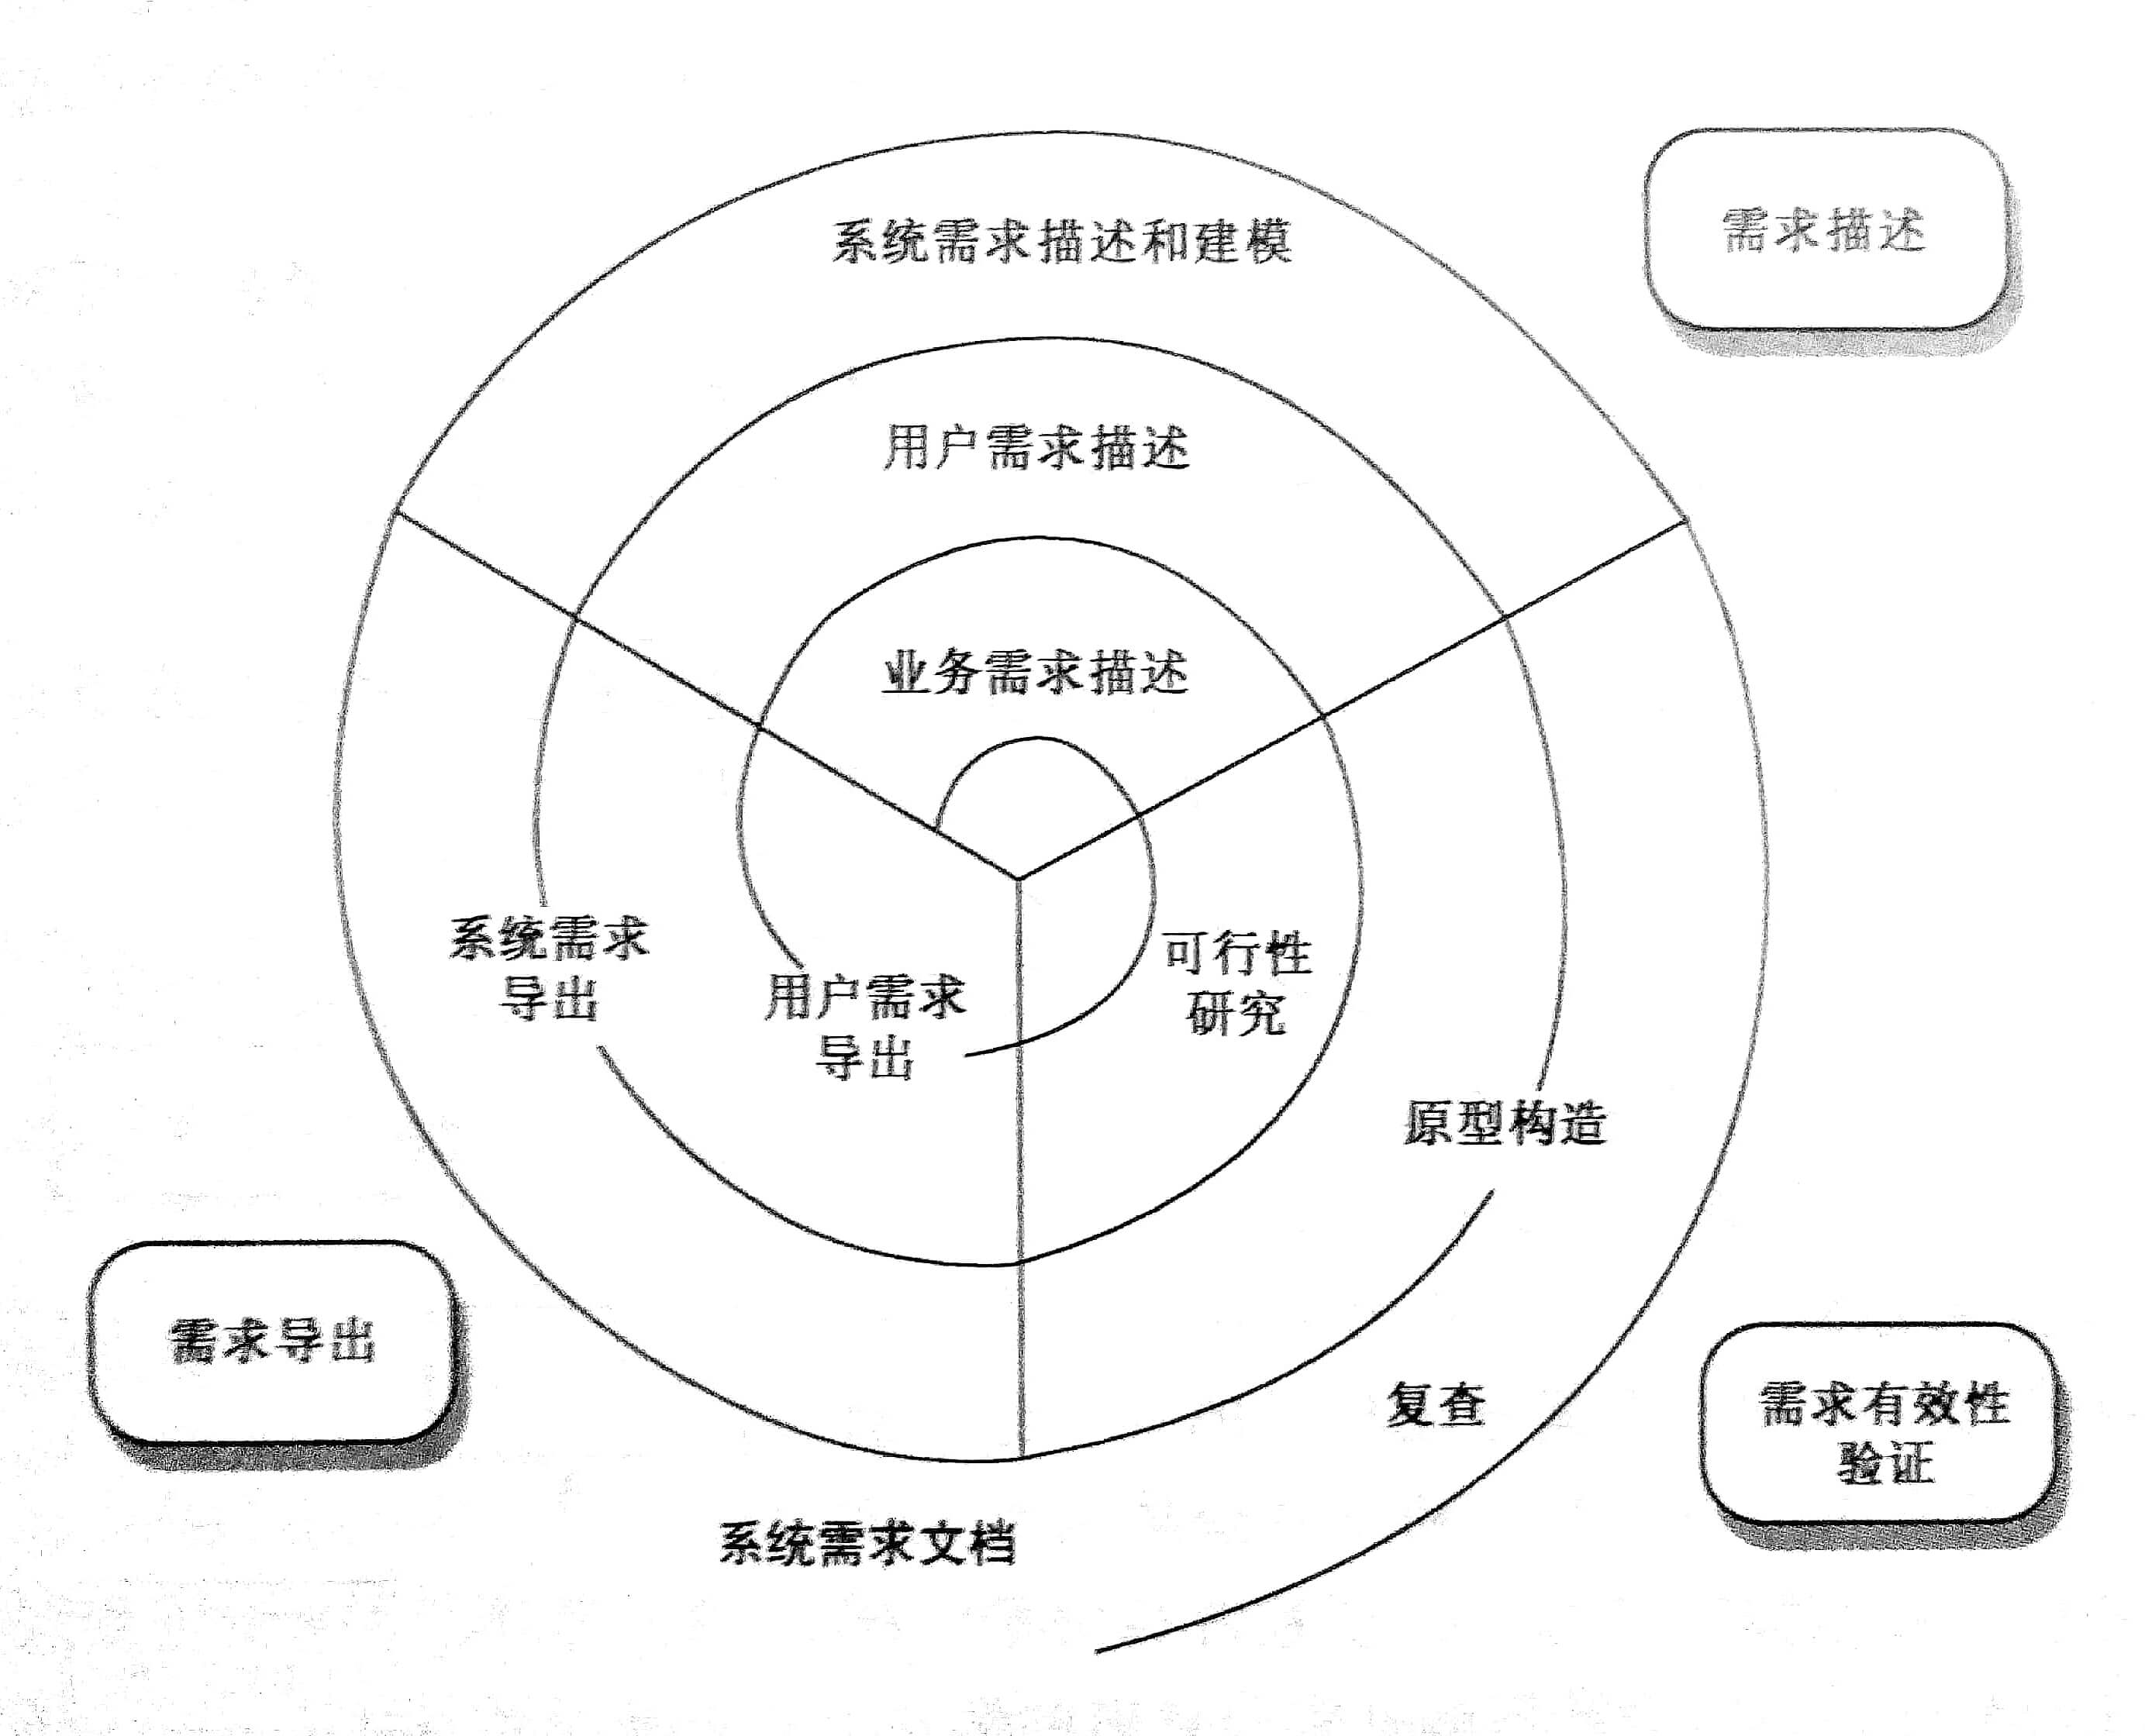 系统需求描述和建模
需求描述
用户需求描述
业务需求描述
系统需求
导出
用户需求
导出
可行性
研究
原型构造
需求导出
复查
需求有效性
验证
系统需求文档